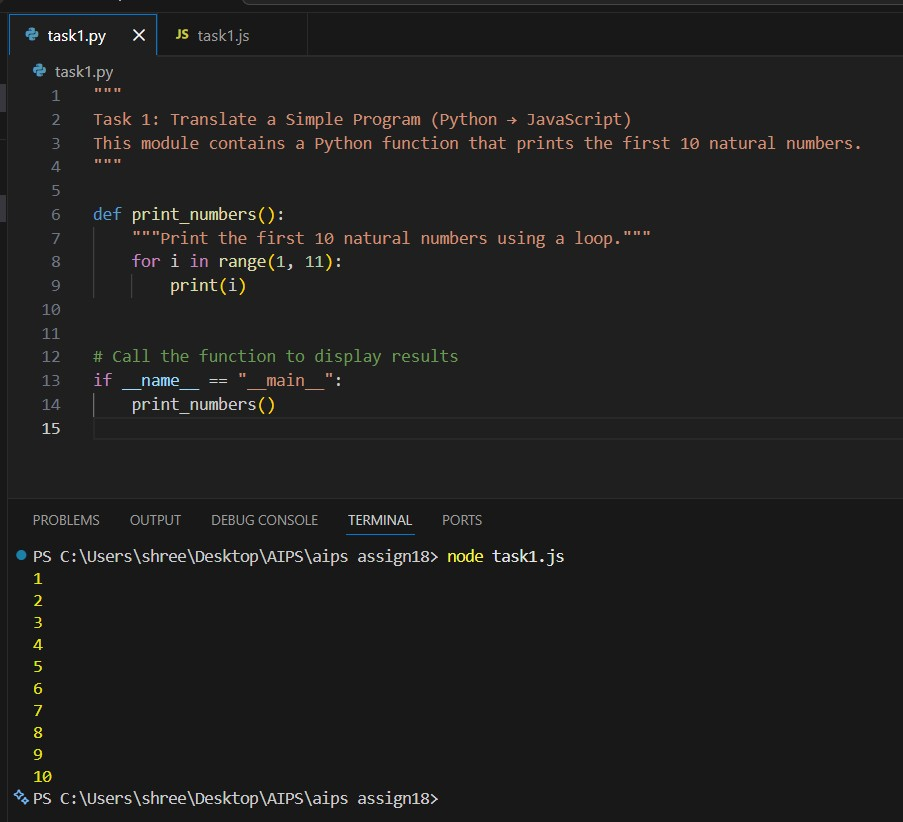 task1.py
JS task1.js
task1.py
1 """
2 Task 1: Translate a Simple Program (Python → JavaScript)
3 This module contains a Python function that prints the first 10 natural numbers.
4 """
5
6 def print_numbers():
7     """Print the first 10 natural numbers using a loop."""
8     for i in range(1, 11):
9         print(i)
10
11
12 # Call the function to display results
13 if __name__ == "__main__":
14     print_numbers()
15
PROBLEMS OUTPUT DEBUG CONSOLE TERMINAL PORTS
PS C:\Users\shree\Desktop\AIPS\aips assign18> node task1.js
1
2
3
4
5
6
7
8
9
10
PS C:\Users\shree\Desktop\AIPS\aips assign18>